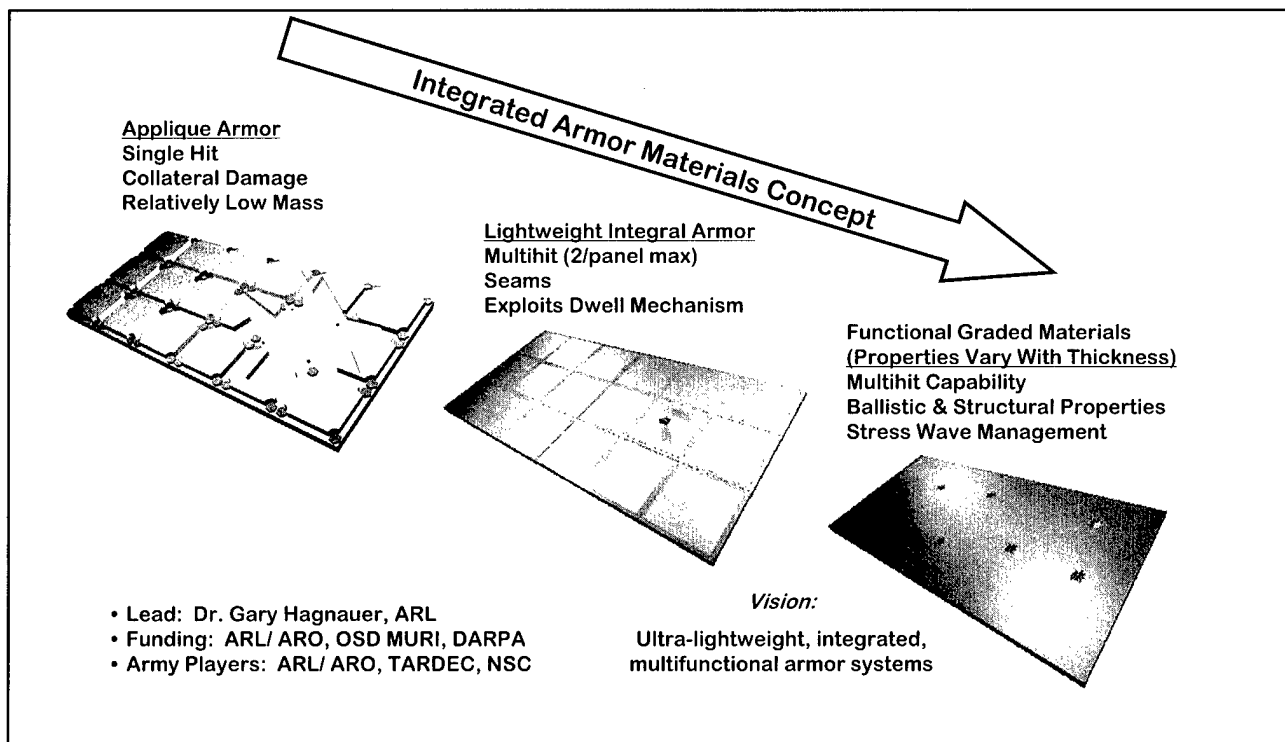 Integrated Armor Materials Concept
Applique Armor
Single Hit
Collateral Damage
Relatively Low Mass
Lightweight Integral Armor
Multihit (2/panel max)
Seams
Exploits Dwell Mechanism
Functional Graded Materials
(Properties Vary With Thickness)
Multihit Capability
Ballistic & Structural Properties
Stress Wave Management
• Lead: Dr. Gary Hagnauer, ARL
• Funding: ARL/ ARO, OSD MURI, DARPA
• Army Players: ARL/ ARO, TARDEC, NSC
Vision:
Ultra-lightweight, integrated,
multifunctional armor systems